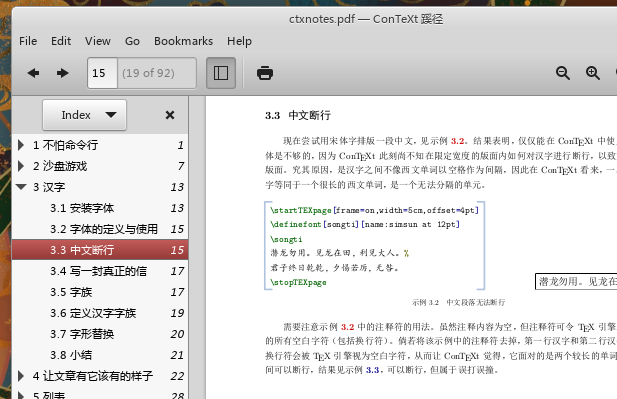 ctxnotes.pdf — ConTeXt 蹊径
File Edit View Go Bookmarks Help
15 (19 of 92)
Index
1 不怕命令行 1
2 沙盘游戏 7
3 汉字 13
3.1 安装字体 13
3.2 字体的定义与使用 15
3.3 中文断行 15
3.4 写一封真正的信 17
3.5 字族 17
3.6 定义汉字字族 19
3.7 字形替换 20
3.8 小结 21
4 让文章有它该有的样子 22
5 列表 28
3.3 中文断行
现在尝试用宋体字排版一段中文，见示例 3.2。结果表明，仅仅能在 ConTEXt 中使
体是不够的，因为 ConTEXt 此刻尚不知在限定宽度的版面内如何对汉字进行断行，以致
版面。究其原因，是汉字之间不像西文单词以空格作为间隔，因此在 ConTEXt 看来，一
字等同于一个很长的西文单词，是一个无法分隔的单元。
\startTEXpage[frame=on,width=5cm,offset=4pt]
\definefont[songti][name:simsun at 12pt]
\songti
潜龙勿用。见龙在田，利见大人。%
君子终日乾乾，夕惕若厉，无咎。
\stopTEXpage
潜龙勿用。见龙在
示例 3.2 中文段落无法断行
需要注意示例 3.2 中的注释符的用法。虽然注释内容为空，但注释符可令 TEX 引擎
的所有空白字符（包括换行符）。倘若将该示例中的注释符去掉，第一行汉字和第二行汉
换行符会被 TEX 引擎视为空白字符，从而让 ConTEXt 觉得，它面对的是两个较长的单词
间可以断行，结果见示例 3.3，可以断行，但属于误打误撞。